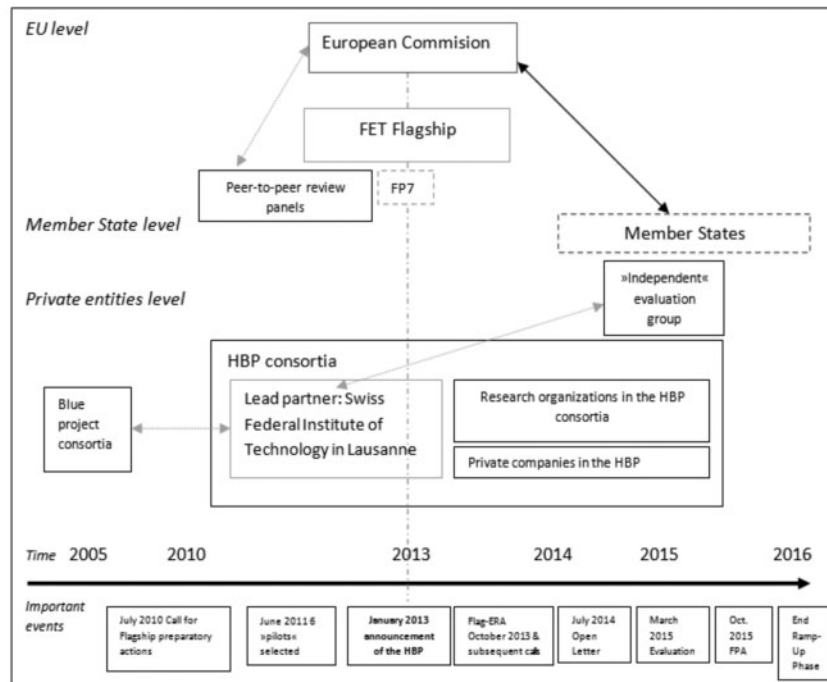 EU level
European Commision
FET Flagship
Peer-to-peer review
panels
FP7
Member State level
Member States
Private entities level
»Independent«
evaluation
group
HBP consortia
Blue
project
consortia
Lead partner: Swiss
Federal Institute of
Technology in Lausanne
Research organizations in the HBP
consortia
Private companies in the HBP
Time 2005 2010 2013 2014 2015 2016
Important
events
July 2010 Call for
Flagship preparatory
actions
June 2011 6
»pilots«
selected
January 2013
announcement
of the HBP
Flag-ERA
October 2013 &
subsequent calls
July 2014
Open
Letter
March
2015
Evaluation
Oct.
2015
FPA
End
Ramp-
Up
Phase